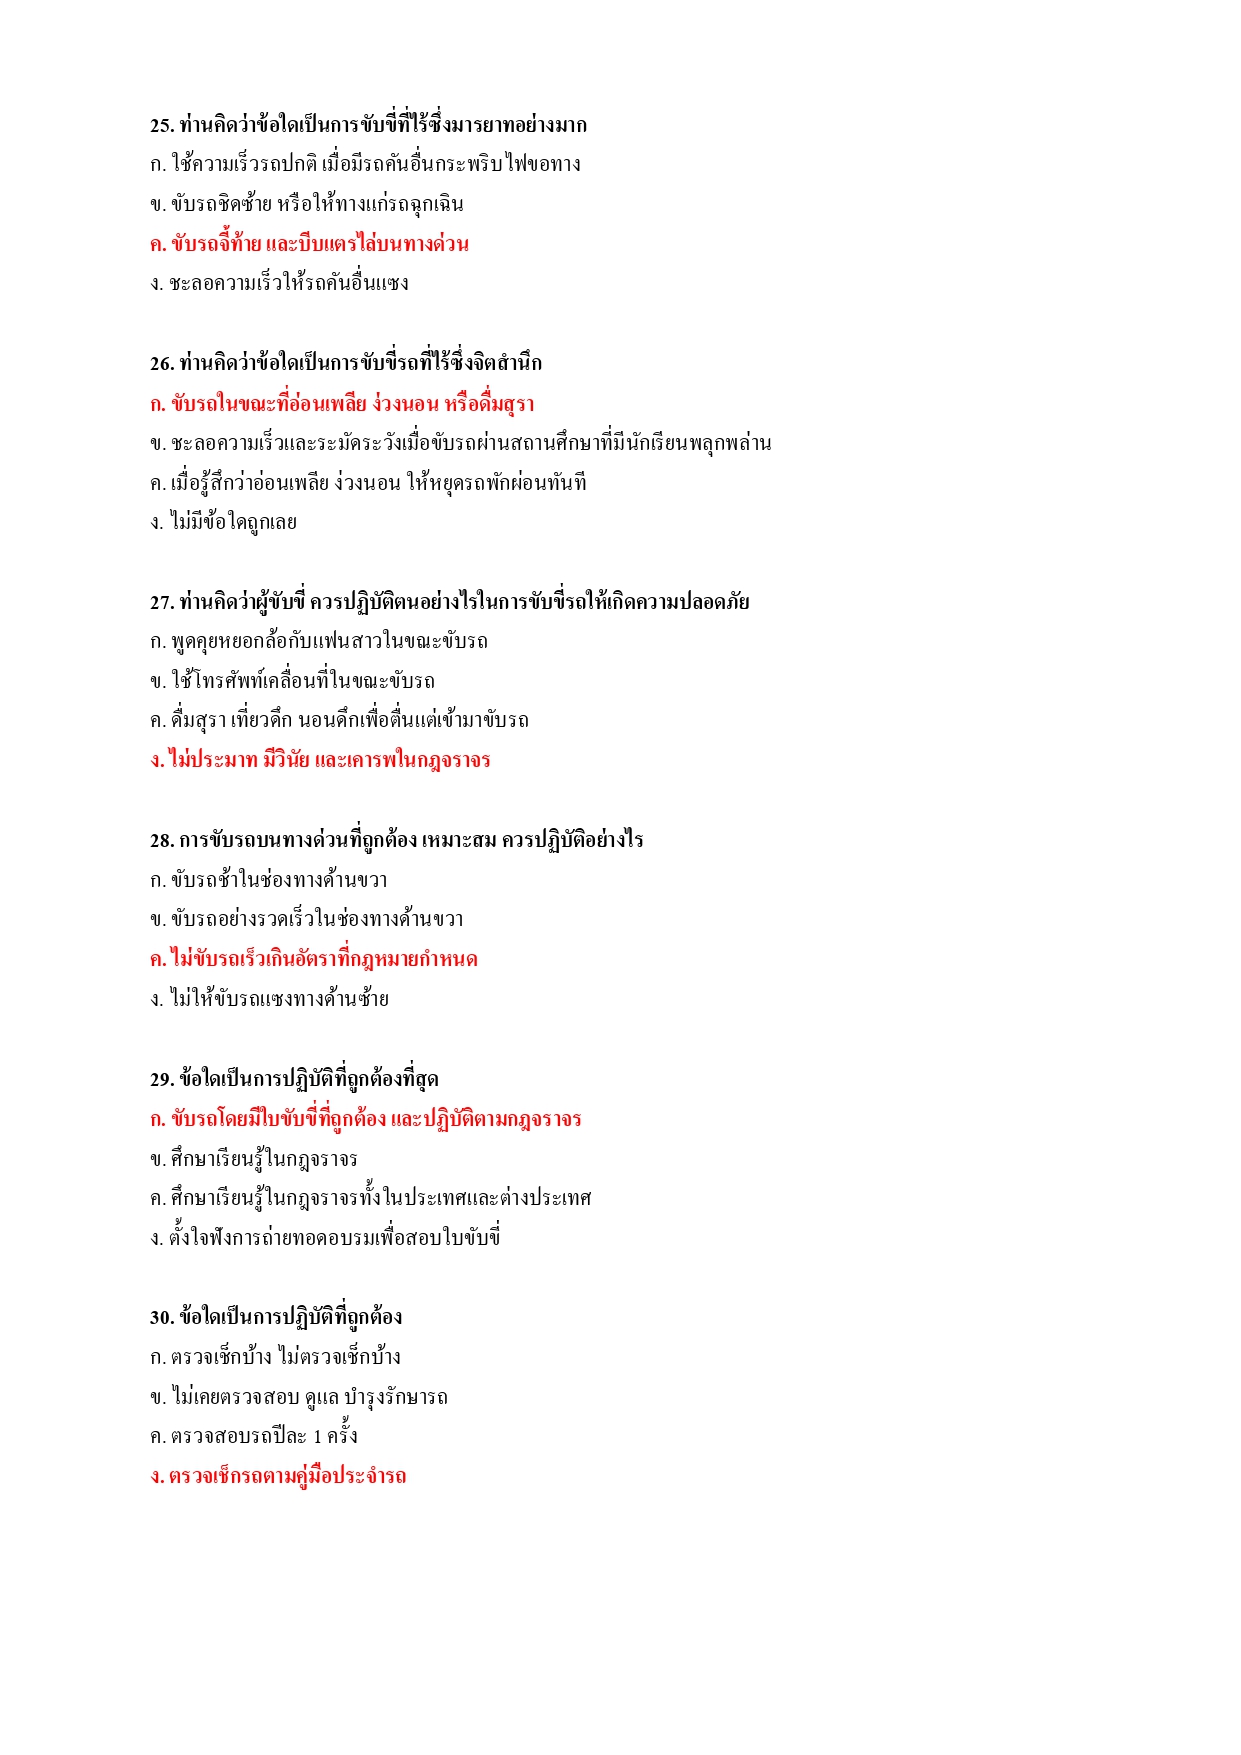 25. ท่านคิดว่าข้อใดเป็นการขับขี่ที่ไร้ซึ่งมารยาทอย่างมาก
ก. ใช้ความเร็วรถปกติ เมื่อมีรถคันอื่นกระพริบไฟขอทาง
ข. ขับรถชิดซ้าย หรือให้ทางแก่รถฉุกเฉิน
ค. ขับรถจี้ท้าย และบีบแตรไล่บนทางด่วน
ง. ชะลอความเร็วให้รถคันอื่นแซง
26. ท่านคิดว่าข้อใดเป็นการขับขี่รถที่ไร้ซึ่งจิตสำนึก
ก. ขับรถในขณะที่อ่อนเพลีย ง่วงนอน หรือดื่มสุรา
ข. ชะลอความเร็วและระมัดระวังเมื่อขับรถผ่านสถานศึกษาที่มีนักเรียนพลุกพล่าน
ค. เมื่อรู้สึกว่าอ่อนเพลีย ง่วงนอน ให้หยุดรถพักผ่อนทันที
ง. ไม่มีข้อใดถูกเลย
27. ท่านคิดว่าผู้ขับขี่ ควรปฏิบัติตนอย่างไรในการขับขี่รถให้เกิดความปลอดภัย
ก. พูดคุยหยอกล้อกับแฟนสาวในขณะขับรถ
ข. ใช้โทรศัพท์เคลื่อนที่ในขณะขับรถ
ค. ดื่มสุรา เที่ยวดึก นอนดึกเพื่อตื่นแต่เช้ามาขับรถ
ง. ไม่ประมาท มีวินัย และเคารพในกฎจราจร
28. การขับรถบนทางด่วนที่ถูกต้อง เหมาะสม ควรปฏิบัติอย่างไร
ก. ขับรถช้าในช่องทางด้านขวา
ข. ขับรถอย่างรวดเร็วในช่องทางด้านขวา
ค. ไม่ขับรถเร็วเกินอัตราที่กฎหมายกำหนด
ง. ไม่ให้ขับรถแซงทางด้านซ้าย
29. ข้อใดเป็นการปฏิบัติที่ถูกต้องที่สุด
ก. ขับรถโดยมีใบขับขี่ที่ถูกต้อง และปฏิบัติตามกฎจราจร
ข. ศึกษาเรียนรู้ในกฎจราจร
ค. ศึกษาเรียนรู้ในกฎจราจรทั้งในประเทศและต่างประเทศ
ง. ตั้งใจฟังการถ่ายทอดอบรมเพื่อสอบใบขับขี่
30. ข้อใดเป็นการปฏิบัติที่ถูกต้อง
ก. ตรวจเช็กบ้าง ไม่ตรวจเช็กบ้าง
ข. ไม่เคยตรวจสอบ ดูแล บำรุงรักษารถ
ค. ตรวจสอบรถปีละ 1 ครั้ง
ง. ตรวจเช็กรถตามคู่มือประจำรถ